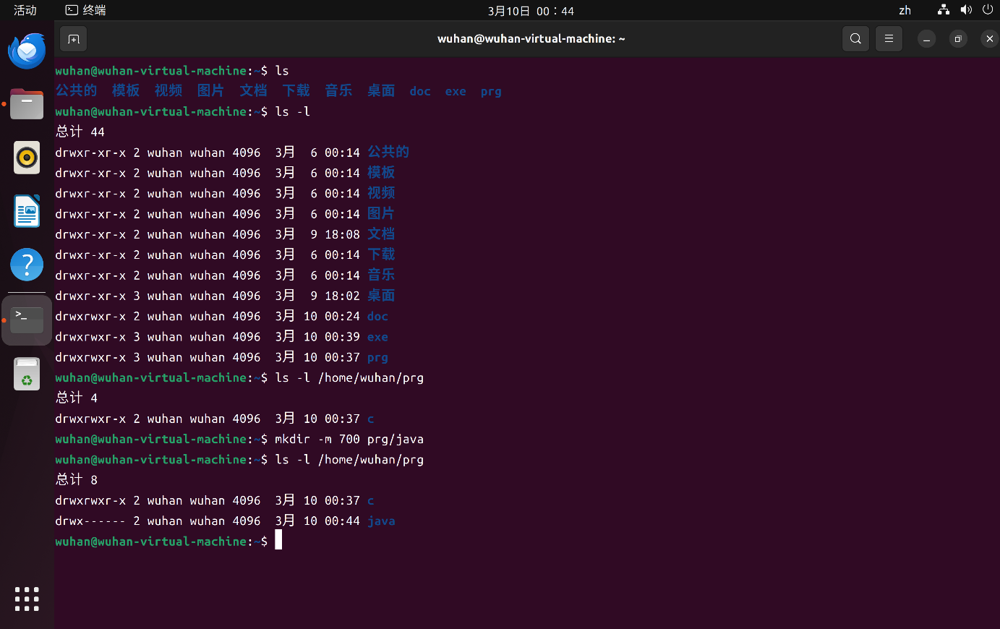 活动 终端 3月10日 00：44 zh
wuhan@wuhan-virtual-machine: ~
wuhan@wuhan-virtual-machine:~$ ls
公共的 模板 视频 图片 文档 下载 音乐 桌面 doc exe prg
wuhan@wuhan-virtual-machine:~$ ls -l
总计 44
drwxr-xr-x 2 wuhan wuhan 4096 3月 6 00:14 公共的
drwxr-xr-x 2 wuhan wuhan 4096 3月 6 00:14 模板
drwxr-xr-x 2 wuhan wuhan 4096 3月 6 00:14 视频
drwxr-xr-x 2 wuhan wuhan 4096 3月 6 00:14 图片
drwxr-xr-x 2 wuhan wuhan 4096 3月 9 18:08 文档
drwxr-xr-x 2 wuhan wuhan 4096 3月 6 00:14 下载
drwxr-xr-x 2 wuhan wuhan 4096 3月 6 00:14 音乐
drwxr-xr-x 3 wuhan wuhan 4096 3月 9 18:02 桌面
drwxrwxr-x 2 wuhan wuhan 4096 3月 10 00:24 doc
drwxrwxr-x 3 wuhan wuhan 4096 3月 10 00:39 exe
drwxrwxr-x 3 wuhan wuhan 4096 3月 10 00:37 prg
wuhan@wuhan-virtual-machine:~$ ls -l /home/wuhan/prg
总计 4
drwxrwxr-x 2 wuhan wuhan 4096 3月 10 00:37 c
wuhan@wuhan-virtual-machine:~$ mkdir -m 700 prg/java
wuhan@wuhan-virtual-machine:~$ ls -l /home/wuhan/prg
总计 8
drwxrwxr-x 2 wuhan wuhan 4096 3月 10 00:37 c
drwx------ 2 wuhan wuhan 4096 3月 10 00:44 java
wuhan@wuhan-virtual-machine:~$